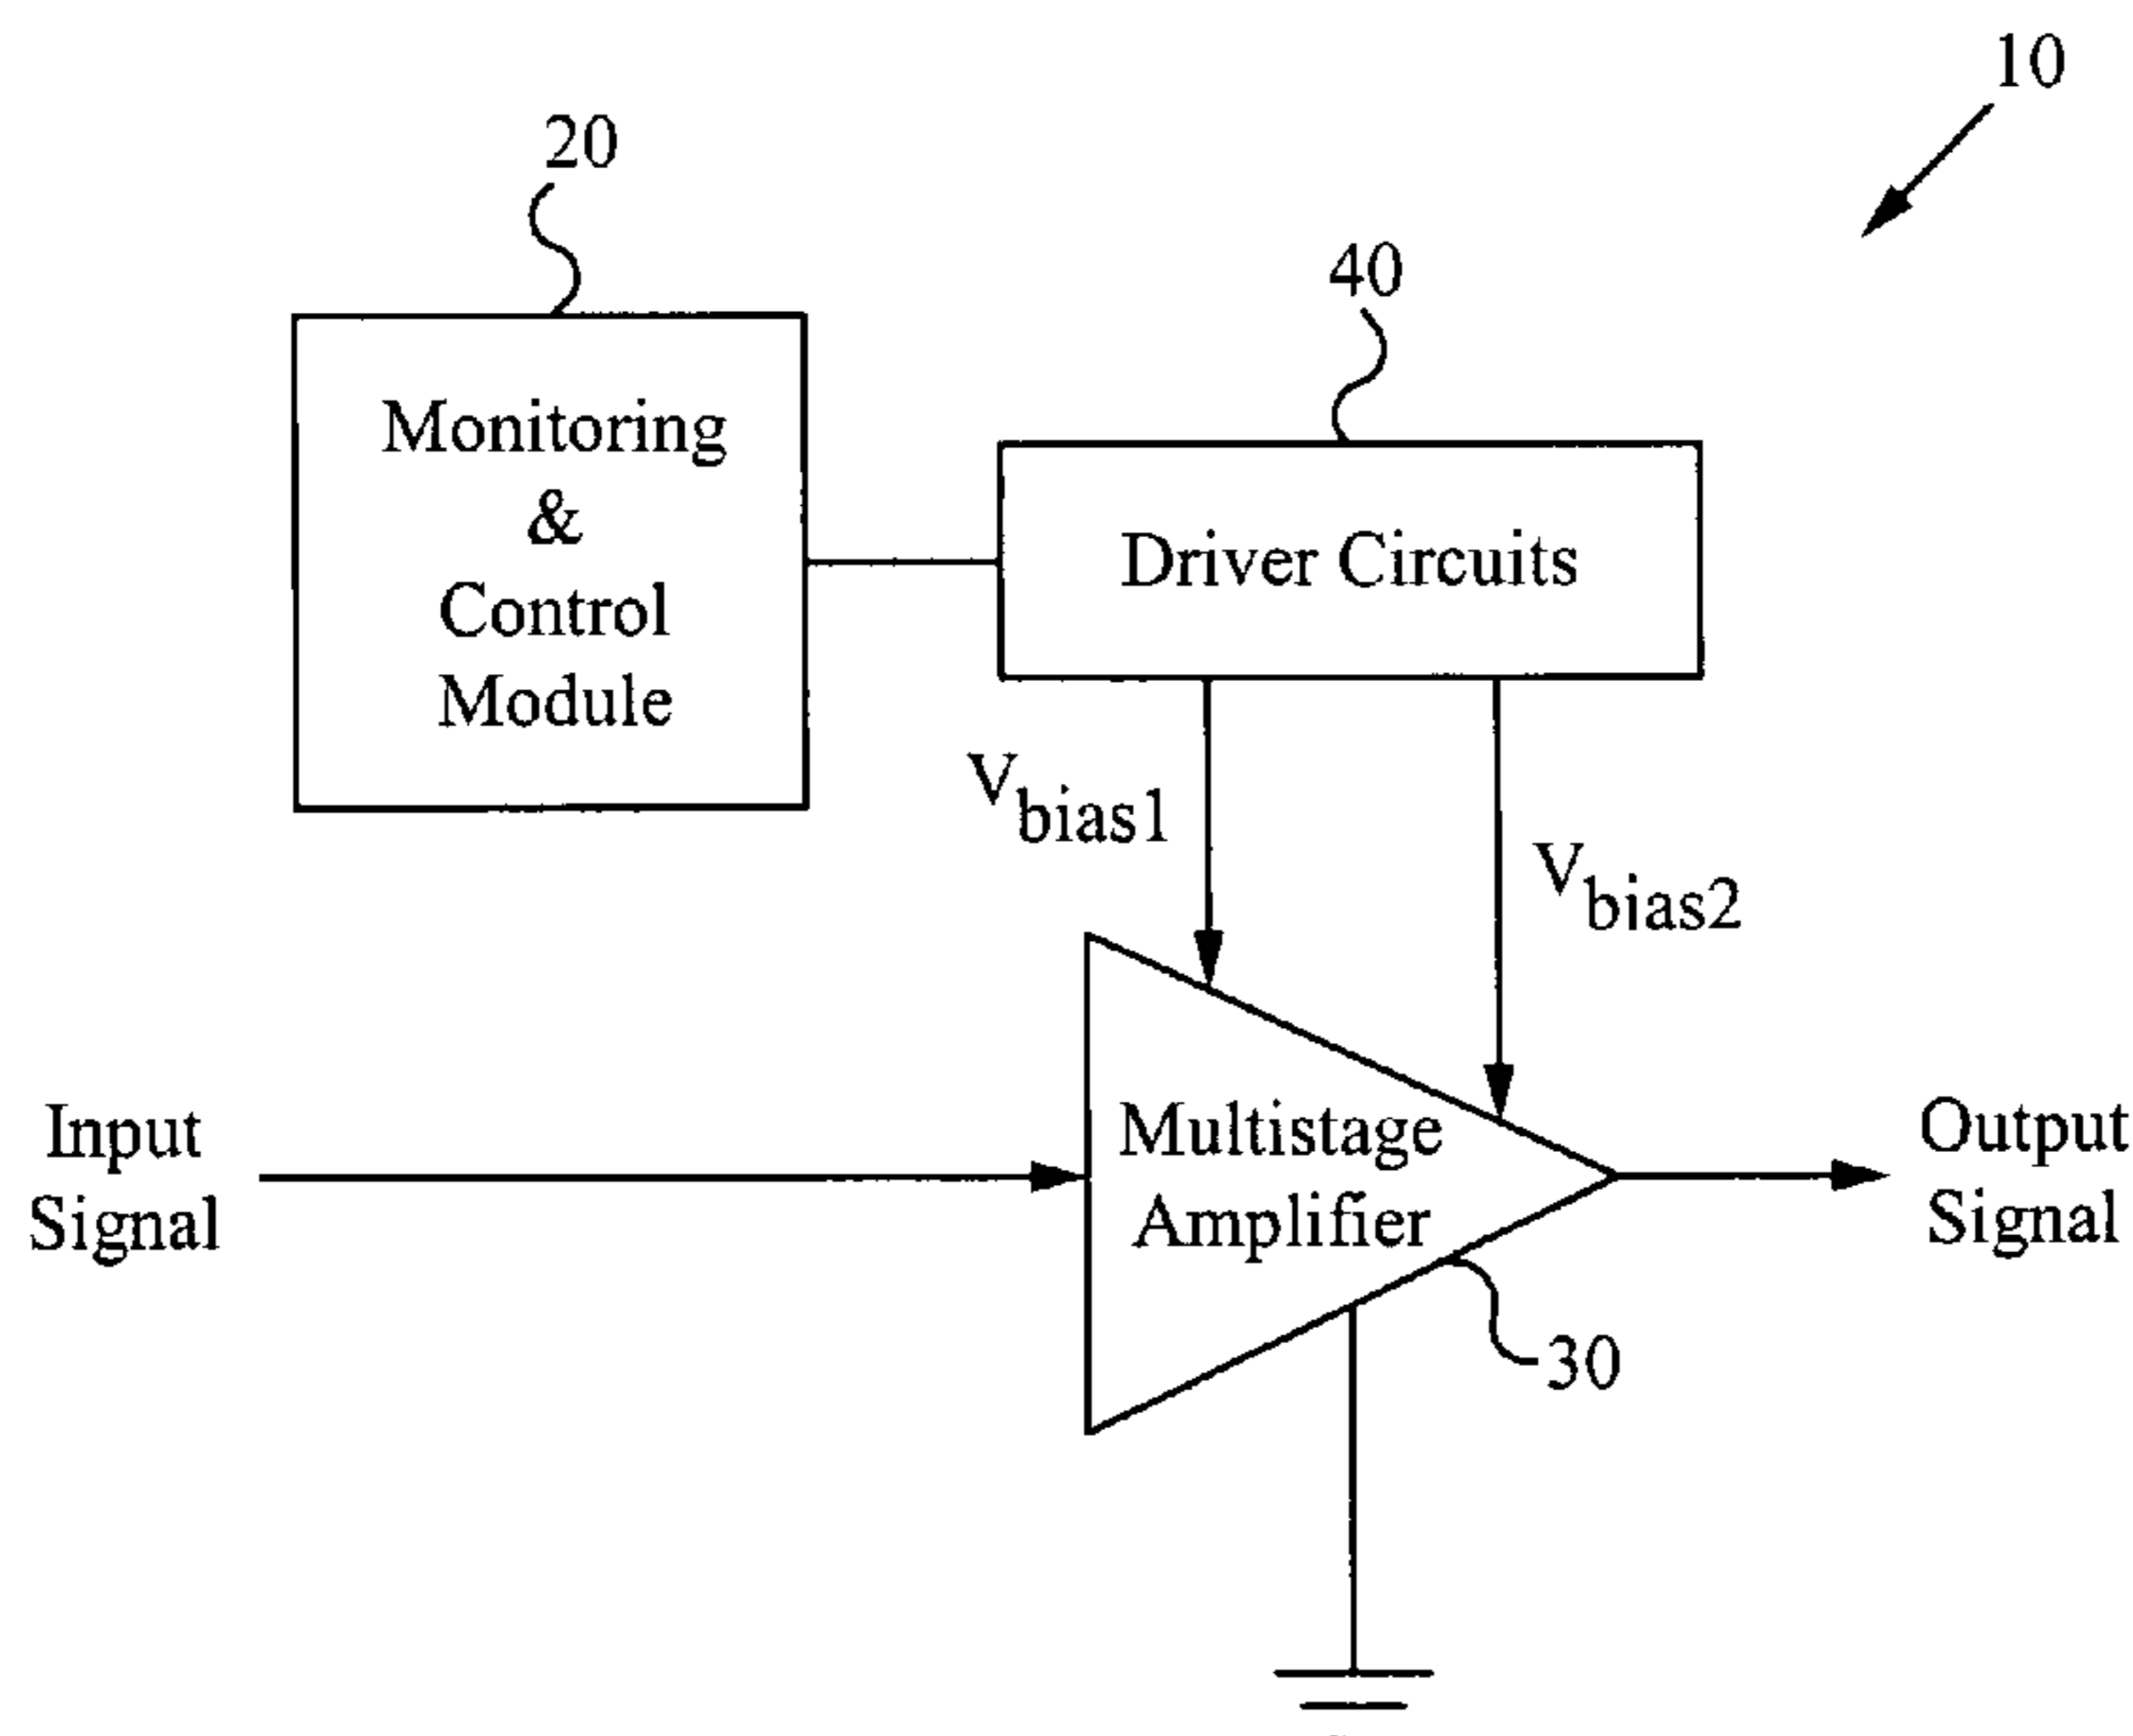 10
20
40
Monitoring
&
Control
Module
Driver Circuits
Vbias1
Vbias2
Input
Signal
Multistage
Amplifier
Output
Signal
30